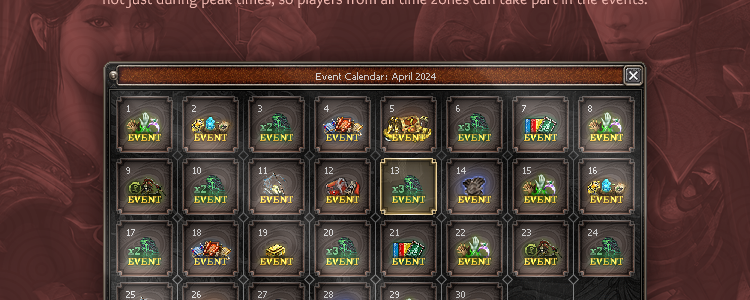 not just during peak times, so players from all time zones can take part in the events.
Event Calendar: April 2024
1 2 3 4 5 6 7 8
EVENT EVENT x2 EVENT EVENT EVENT x3 EVENT EVENT EVENT
9 10 11 12 13 14 15 16
EVENT x2 EVENT EVENT EVENT x3 EVENT EVENT EVENT EVENT
17 18 19 20 21 22 23 24
x2 EVENT EVENT EVENT EVENT EVENT EVENT EVENT x2 EVENT
25 26 27 28 29 30